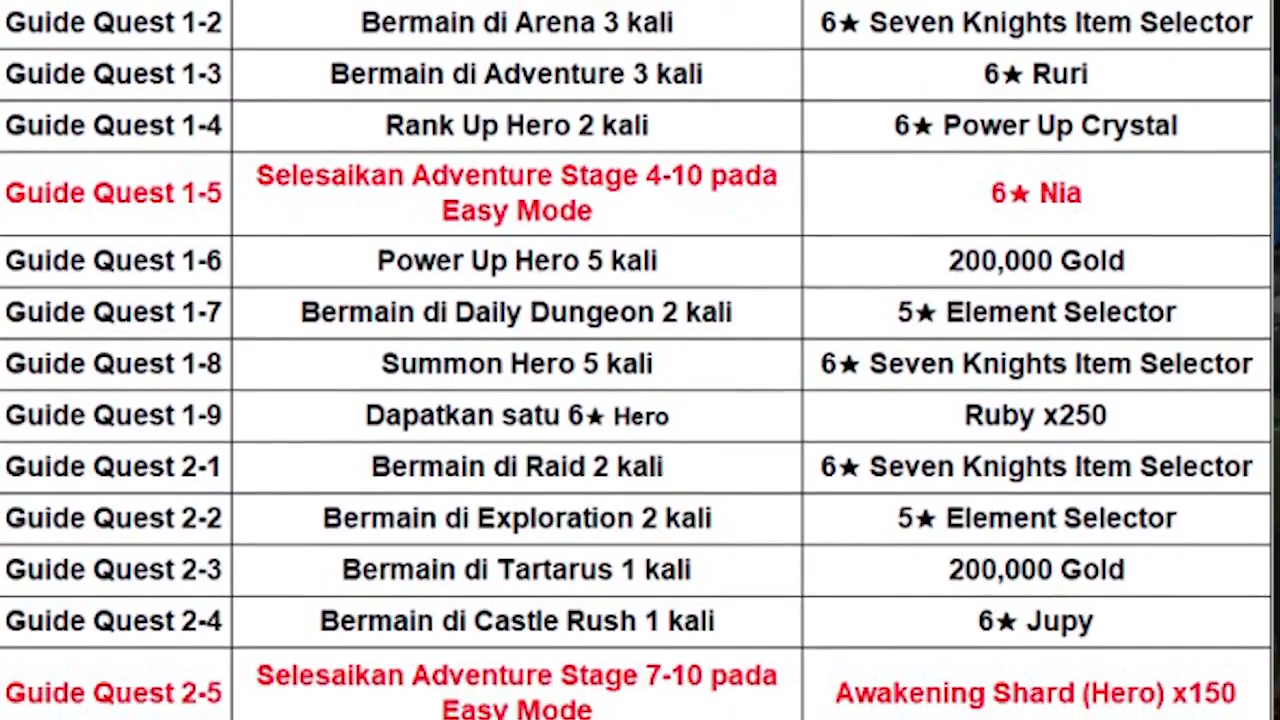 Guide Quest 1-2 Bermain di Arena 3 kali 6★ Seven Knights Item Selector
Guide Quest 1-3 Bermain di Adventure 3 kali 6★ Ruri
Guide Quest 1-4 Rank Up Hero 2 kali 6★ Power Up Crystal
Guide Quest 1-5 Selesaikan Adventure Stage 4-10 pada
Easy Mode 6★ Nia
Guide Quest 1-6 Power Up Hero 5 kali 200,000 Gold
Guide Quest 1-7 Bermain di Daily Dungeon 2 kali 5★ Element Selector
Guide Quest 1-8 Summon Hero 5 kali 6★ Seven Knights Item Selector
Guide Quest 1-9 Dapatkan satu 6★ Hero Ruby x250
Guide Quest 2-1 Bermain di Raid 2 kali 6★ Seven Knights Item Selector
Guide Quest 2-2 Bermain di Exploration 2 kali 5★ Element Selector
Guide Quest 2-3 Bermain di Tartarus 1 kali 200,000 Gold
Guide Quest 2-4 Bermain di Castle Rush 1 kali 6★ Jupy
Guide Quest 2-5 Selesaikan Adventure Stage 7-10 pada
Easy Mode Awakening Shard (Hero) x150